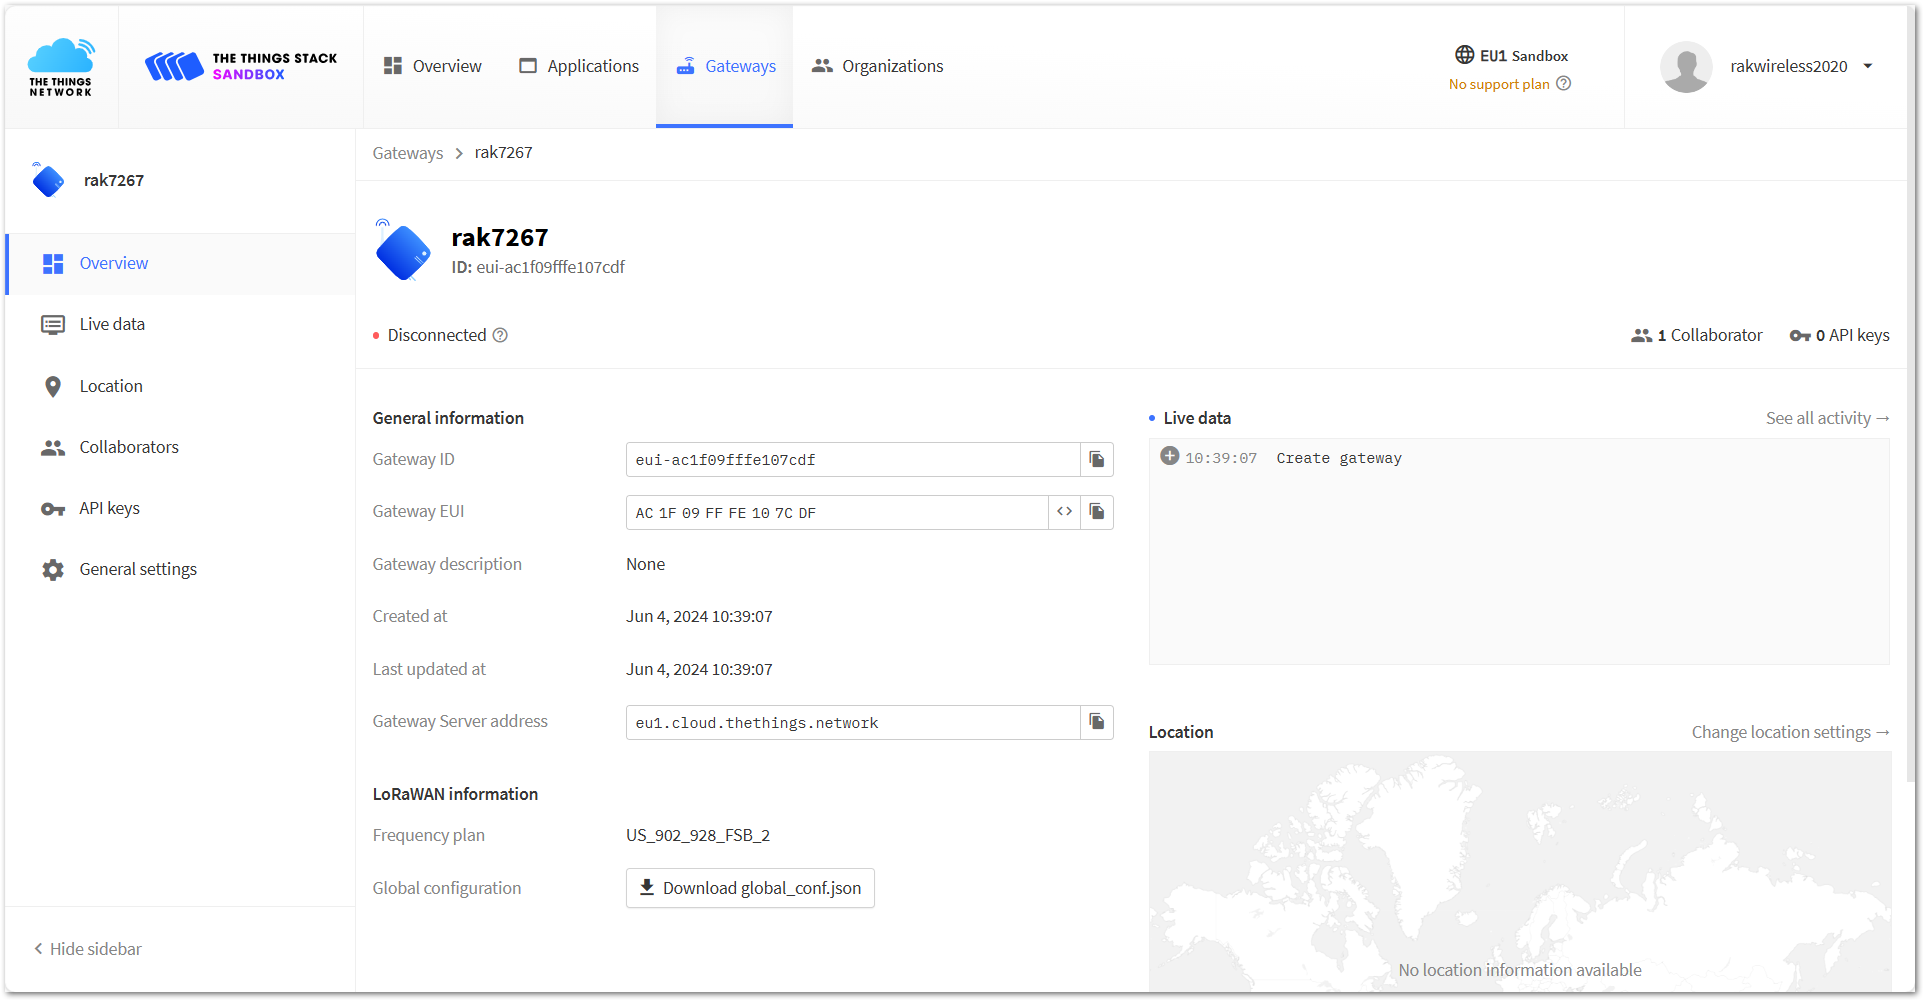 THE THINGS
NETWORK
THE THINGS STACK
SANDBOX
Overview
Applications
Gateways
Organizations
EU1 Sandbox
No support plan
rakwireless2020
rak7267
Overview
Live data
Location
Collaborators
API keys
General settings
< Hide sidebar
Gateways > rak7267
rak7267
ID: eui-ac1f09fffe107cdf
Disconnected
1 Collaborator
0 API keys
General information
Gateway ID
eui-ac1f09fffe107cdf
Gateway EUI
AC 1F 09 FF FE 10 7C DF
<>
Gateway description
None
Created at
Jun 4, 2024 10:39:07
Last updated at
Jun 4, 2024 10:39:07
Gateway Server address
eu1.cloud.thethings.network
LoRaWAN information
Frequency plan
US_902_928_FSB_2
Global configuration
Download global_conf.json
Live data
See all activity →
10:39:07 Create gateway
Location
Change location settings →
No location information available